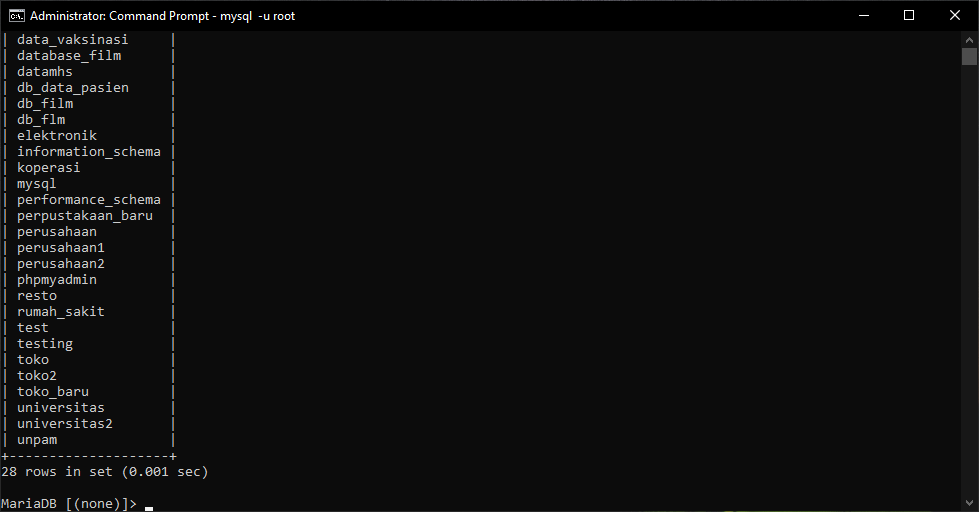 Administrator: Command Prompt - mysql  -u root
| data_vaksinasi     |
| database_film      |
| datamhs            |
| db_data_pasien     |
| db_film            |
| db_flm             |
| elektronik         |
| information_schema |
| koperasi           |
| mysql              |
| performance_schema |
| perpustakaan_baru  |
| perusahaan         |
| perusahaan1        |
| perusahaan2        |
| phpmyadmin         |
| resto              |
| rumah_sakit        |
| test               |
| testing            |
| toko               |
| toko2              |
| toko_baru          |
| universitas        |
| universitas2       |
| unpam              |
+--------------------+
28 rows in set (0.001 sec)
MariaDB [(none)]> _